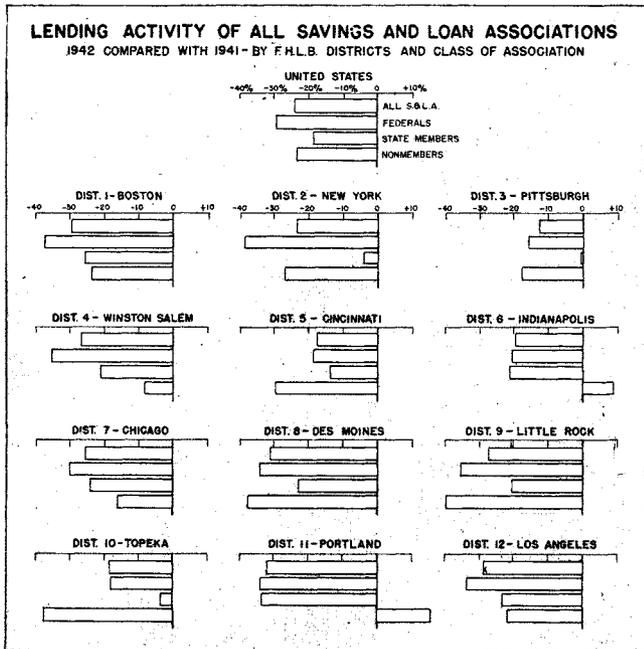 LENDING ACTIVITY OF ALL SAVINGS AND LOAN ASSOCIATIONS
1942 COMPARED WITH 1941 - BY F.H.L.B. DISTRICTS AND CLASS OF ASSOCIATION
UNITED STATES
-40% -30% -20% -10% 0 +10%
ALL S.& L.A.
FEDERALS
STATE MEMBERS
NONMEMBERS
DIST. 1 - BOSTON
-40 -30 -20 -10 0 +10
DIST. 2 - NEW YORK
-40 -30 -20 -10 0 +10
DIST. 3 - PITTSBURGH
-40 -30 -20 -10 0 +10
DIST. 4 - WINSTON SALEM
DIST. 5 - CINCINNATI
DIST. 6 - INDIANAPOLIS
DIST. 7 - CHICAGO
DIST. 8 - DES MOINES
DIST. 9 - LITTLE ROCK
DIST. 10 - TOPEKA
DIST. 11 - PORTLAND
DIST. 12 - LOS ANGELES